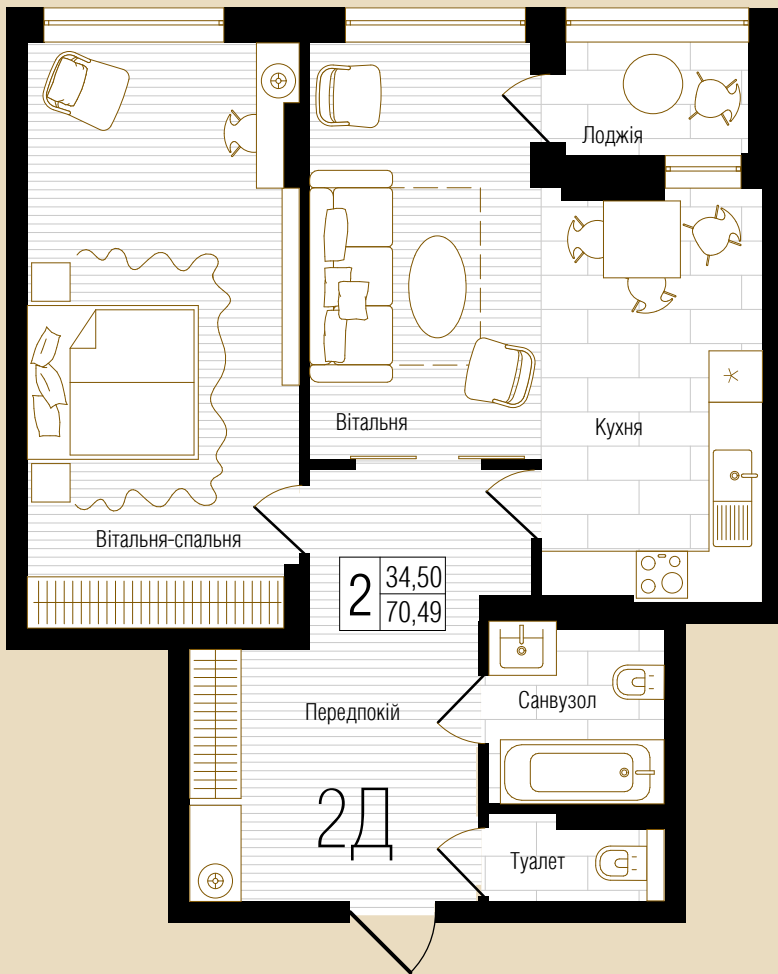 Лоджія
Вітальня
Кухня
Вітальня-спальня
2
34,50
70,49
Передпокій
Санвузол
2Д
Туалет